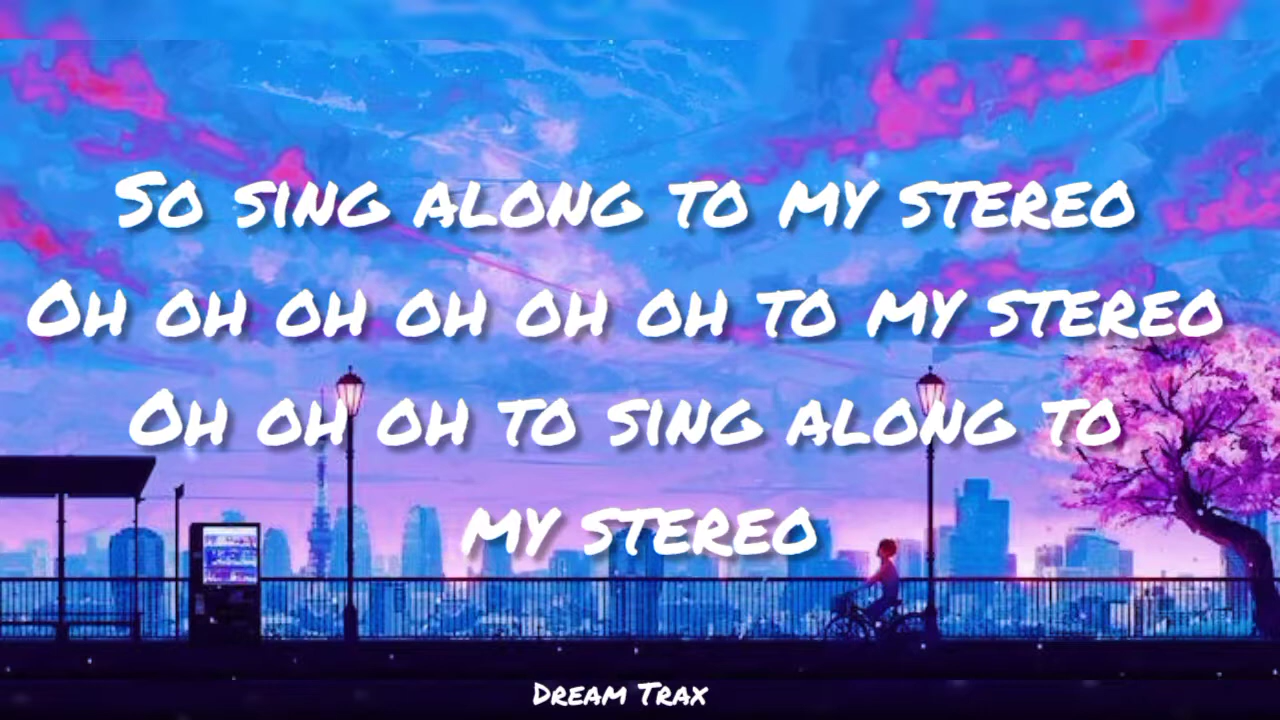 So sing along to my stereo
Oh oh oh oh oh oh to my stereo
Oh oh oh to sing along to
my stereo
Dream Trax